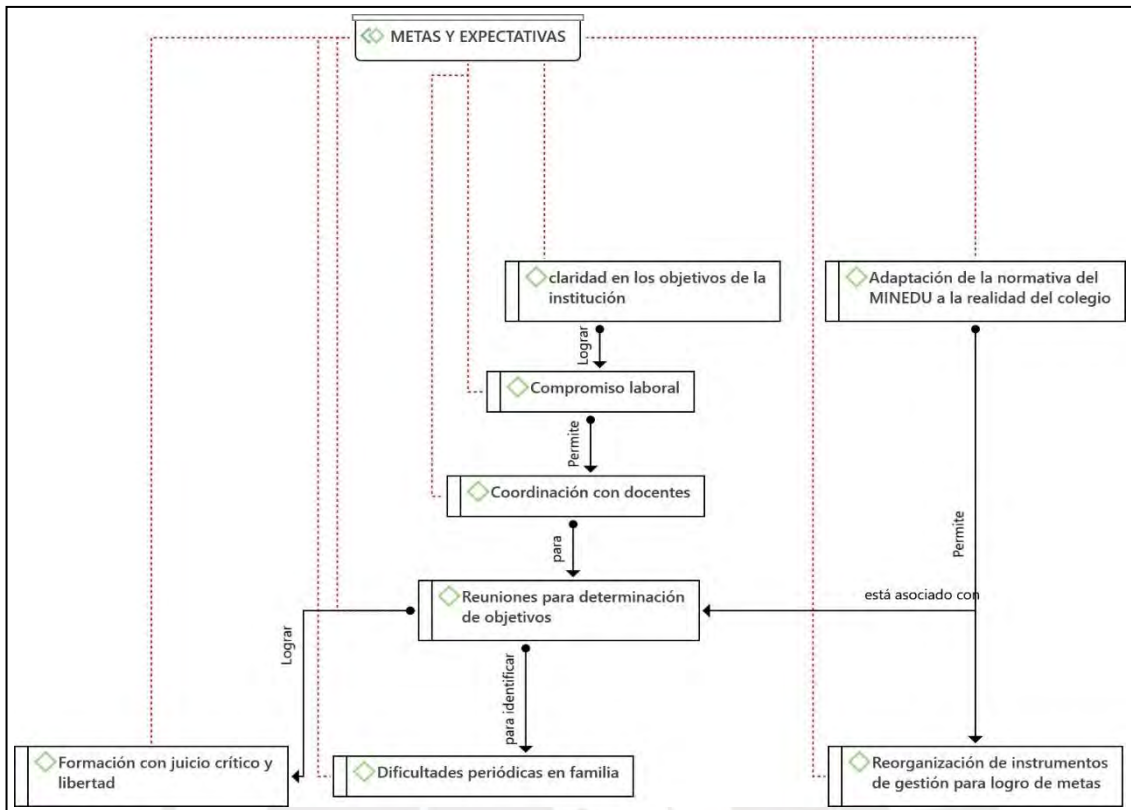 METAS Y EXPECTATIVAS
claridad en los objetivos de la
institución
Adaptación de la normativa del
MINEDU a la realidad del colegio
Lograr
Compromiso laboral
Permite
Coordinación con docentes
para
Permite
Reuniones para determinación
de objetivos
está asociado con
Lograr
para identificar
Formación con juicio crítico y
libertad
Dificultades periódicas en familia
Reorganización de instrumentos
de gestión para logro de metas